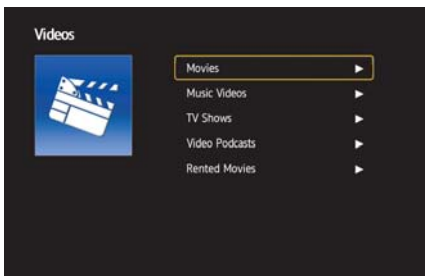 Videos
Movies
Music Videos
TV Shows
Video Podcasts
Rented Movies